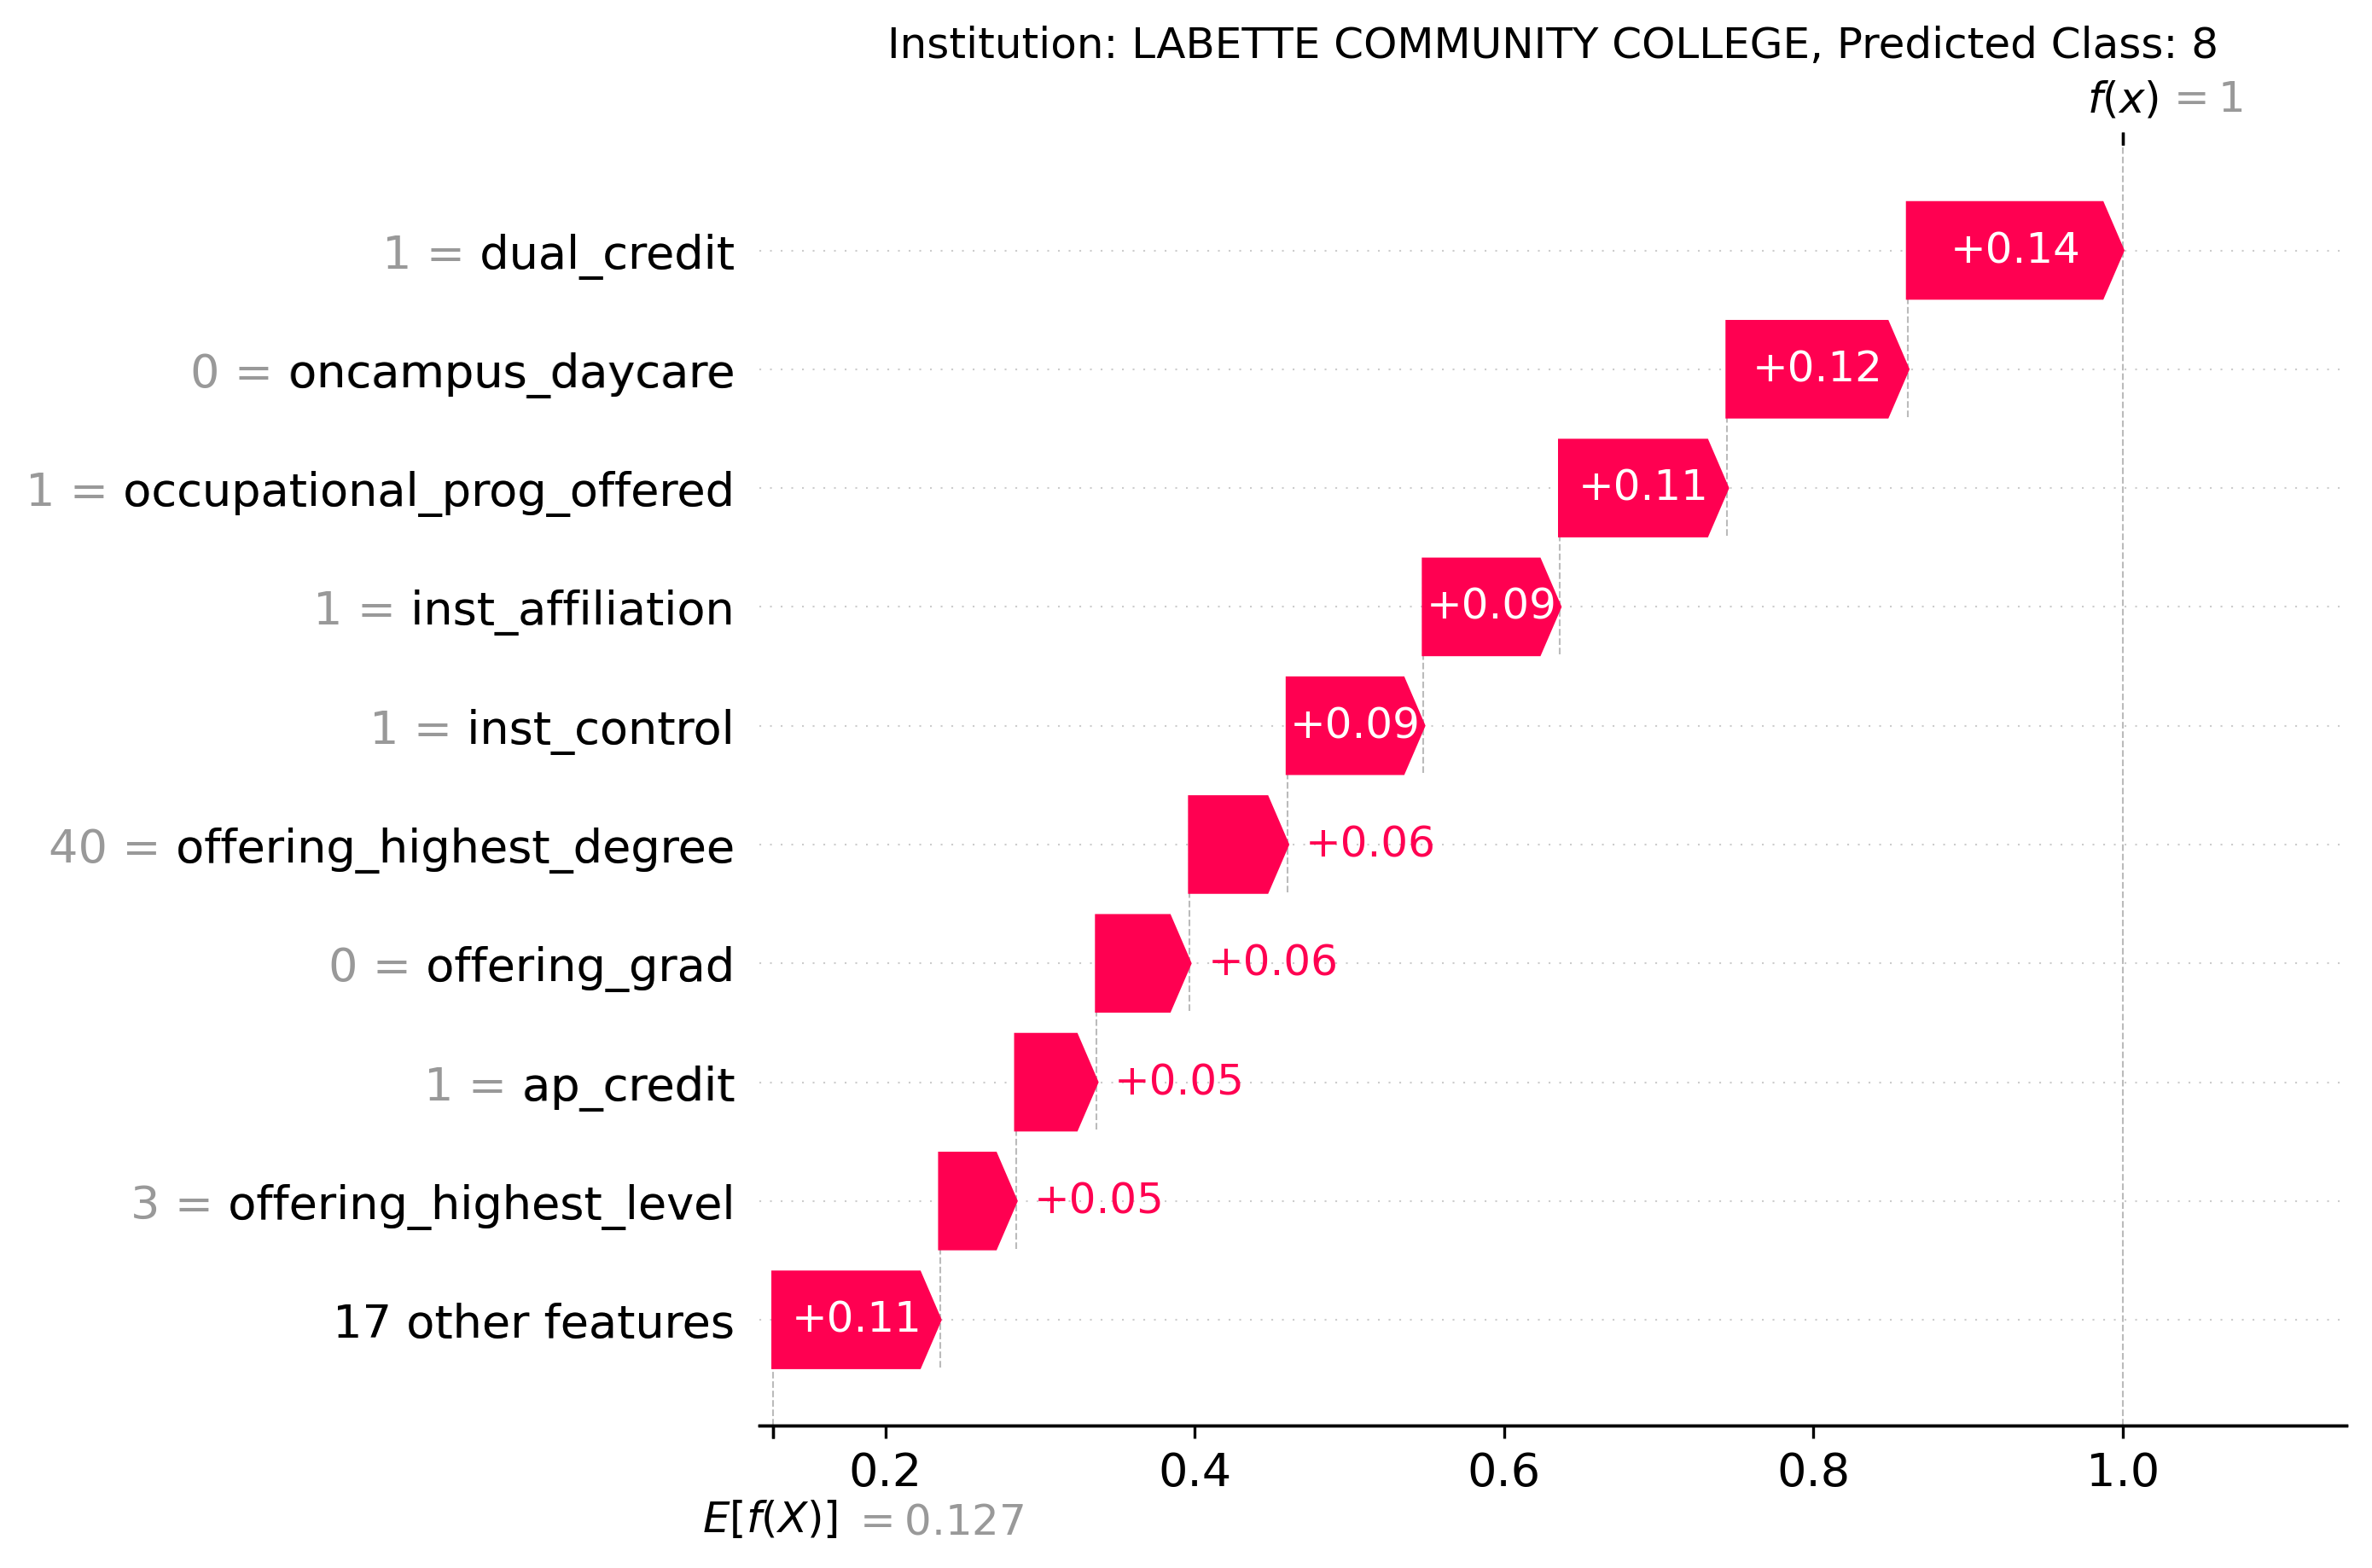 Institution: LABETTE COMMUNITY COLLEGE, Predicted Class: 8
f(x) = 1
1 = dual_credit +0.14
0 = oncampus_daycare +0.12
1 = occupational_prog_offered +0.11
1 = inst_affiliation +0.09
1 = inst_control +0.09
40 = offering_highest_degree +0.06
0 = offering_grad +0.06
1 = ap_credit +0.05
3 = offering_highest_level +0.05
17 other features +0.11
0.2 0.4 0.6 0.8 1.0
E[f(X)] = 0.127